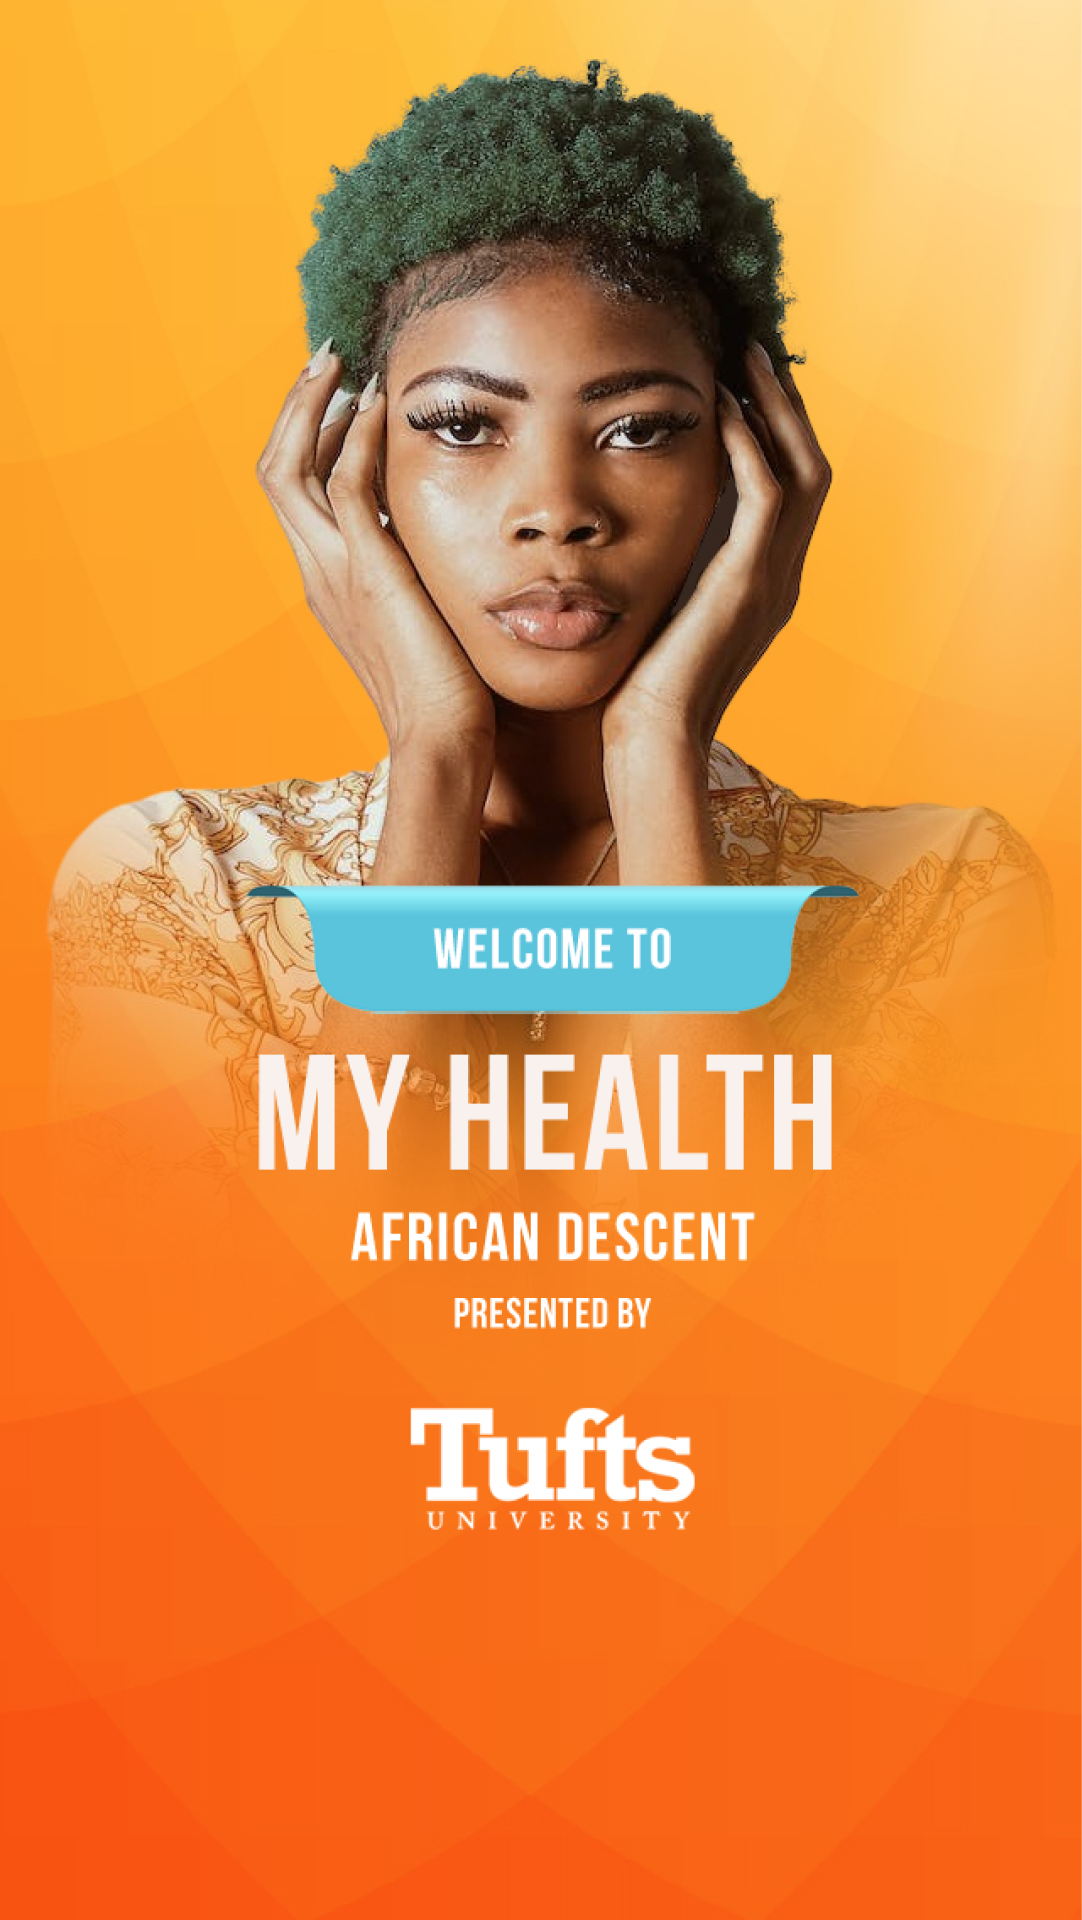 WELCOME TO
MY HEALTH
AFRICAN DESCENT
PRESENTED BY
Tufts
UNIVERSITY